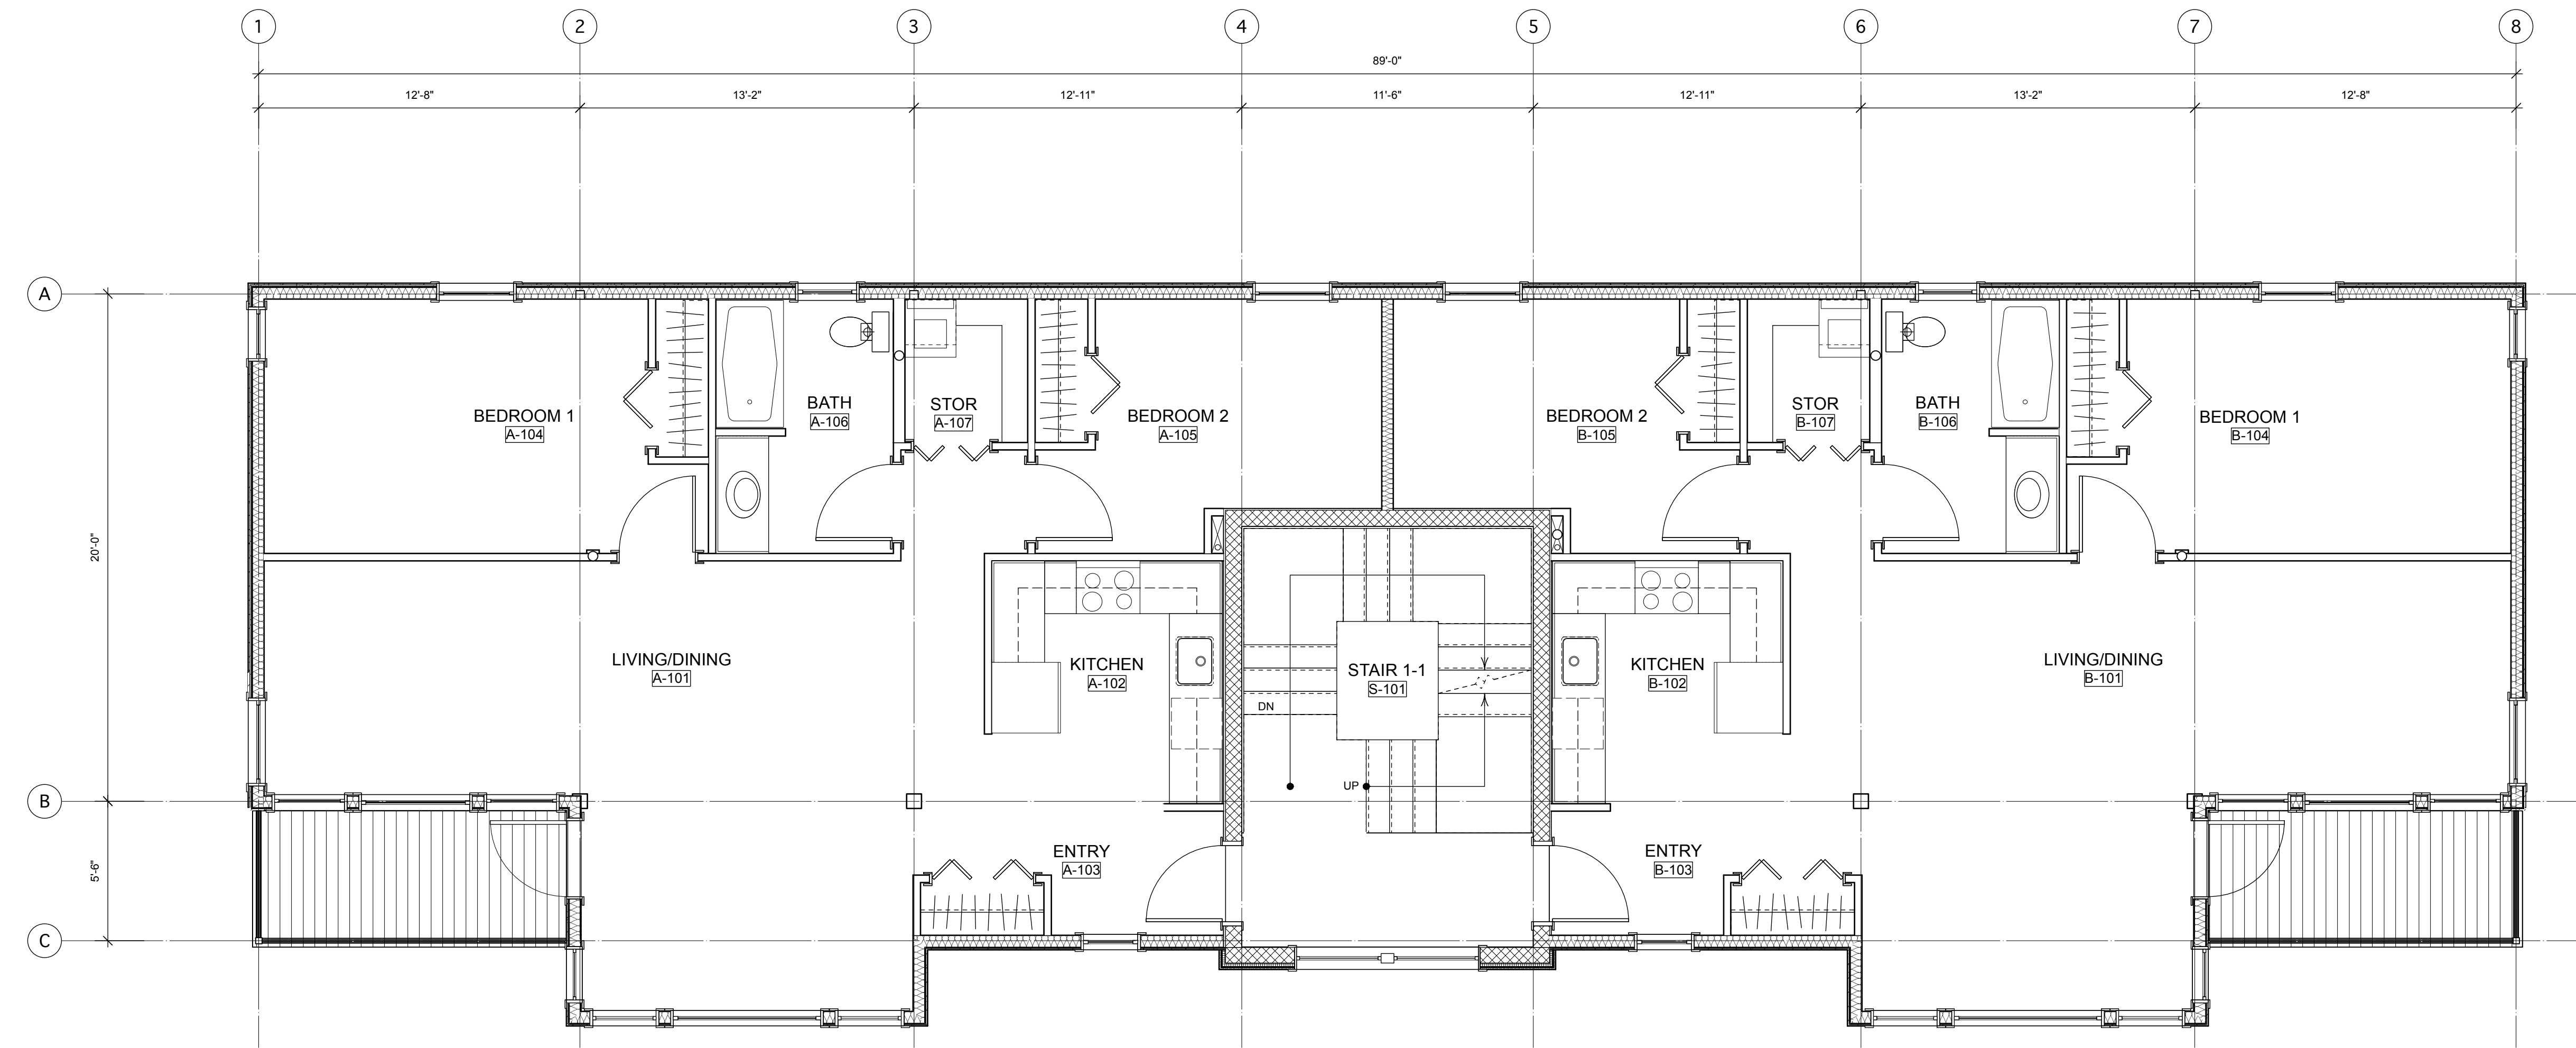 1 2 3 4 5 6 7 8
89'-0"
12'-8" 13'-2" 12'-11" 11'-6" 12'-11" 13'-2" 12'-8"
A
BEDROOM 1
A-104
BATH
A-106
STOR
A-107
BEDROOM 2
A-105
BEDROOM 2
B-105
STOR
B-107
BATH
B-106
BEDROOM 1
B-104
20'-0"
LIVING/DINING
A-101
KITCHEN
A-102
STAIR 1-1
S-101
DN
UP
KITCHEN
B-102
LIVING/DINING
B-101
B
5'-6"
ENTRY
A-103
ENTRY
B-103
C